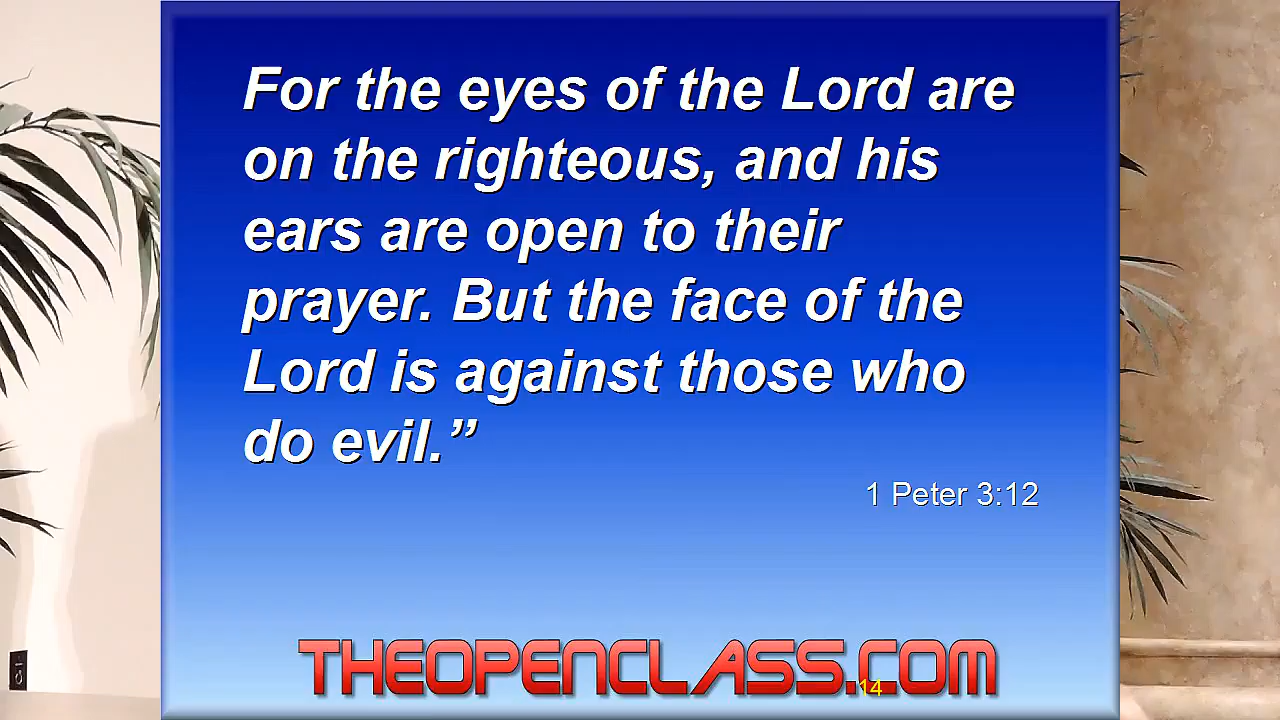 For the eyes of the Lord are
on the righteous, and his
ears are open to their
prayer. But the face of the
Lord is against those who
do evil.”
1 Peter 3:12
THEOPENCLASS.COM
14